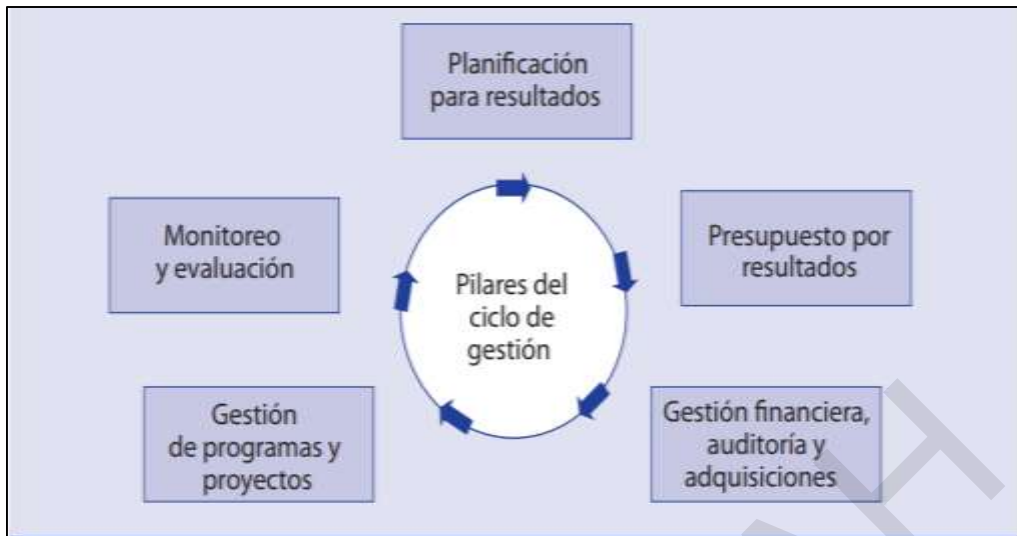 Planificación
para resultados
Monitoreo
y evaluación
Presupuesto por
resultados
Pilares del
ciclo de
gestión
Gestión
de programas y
proyectos
Gestión financiera,
auditoría y
adquisiciones